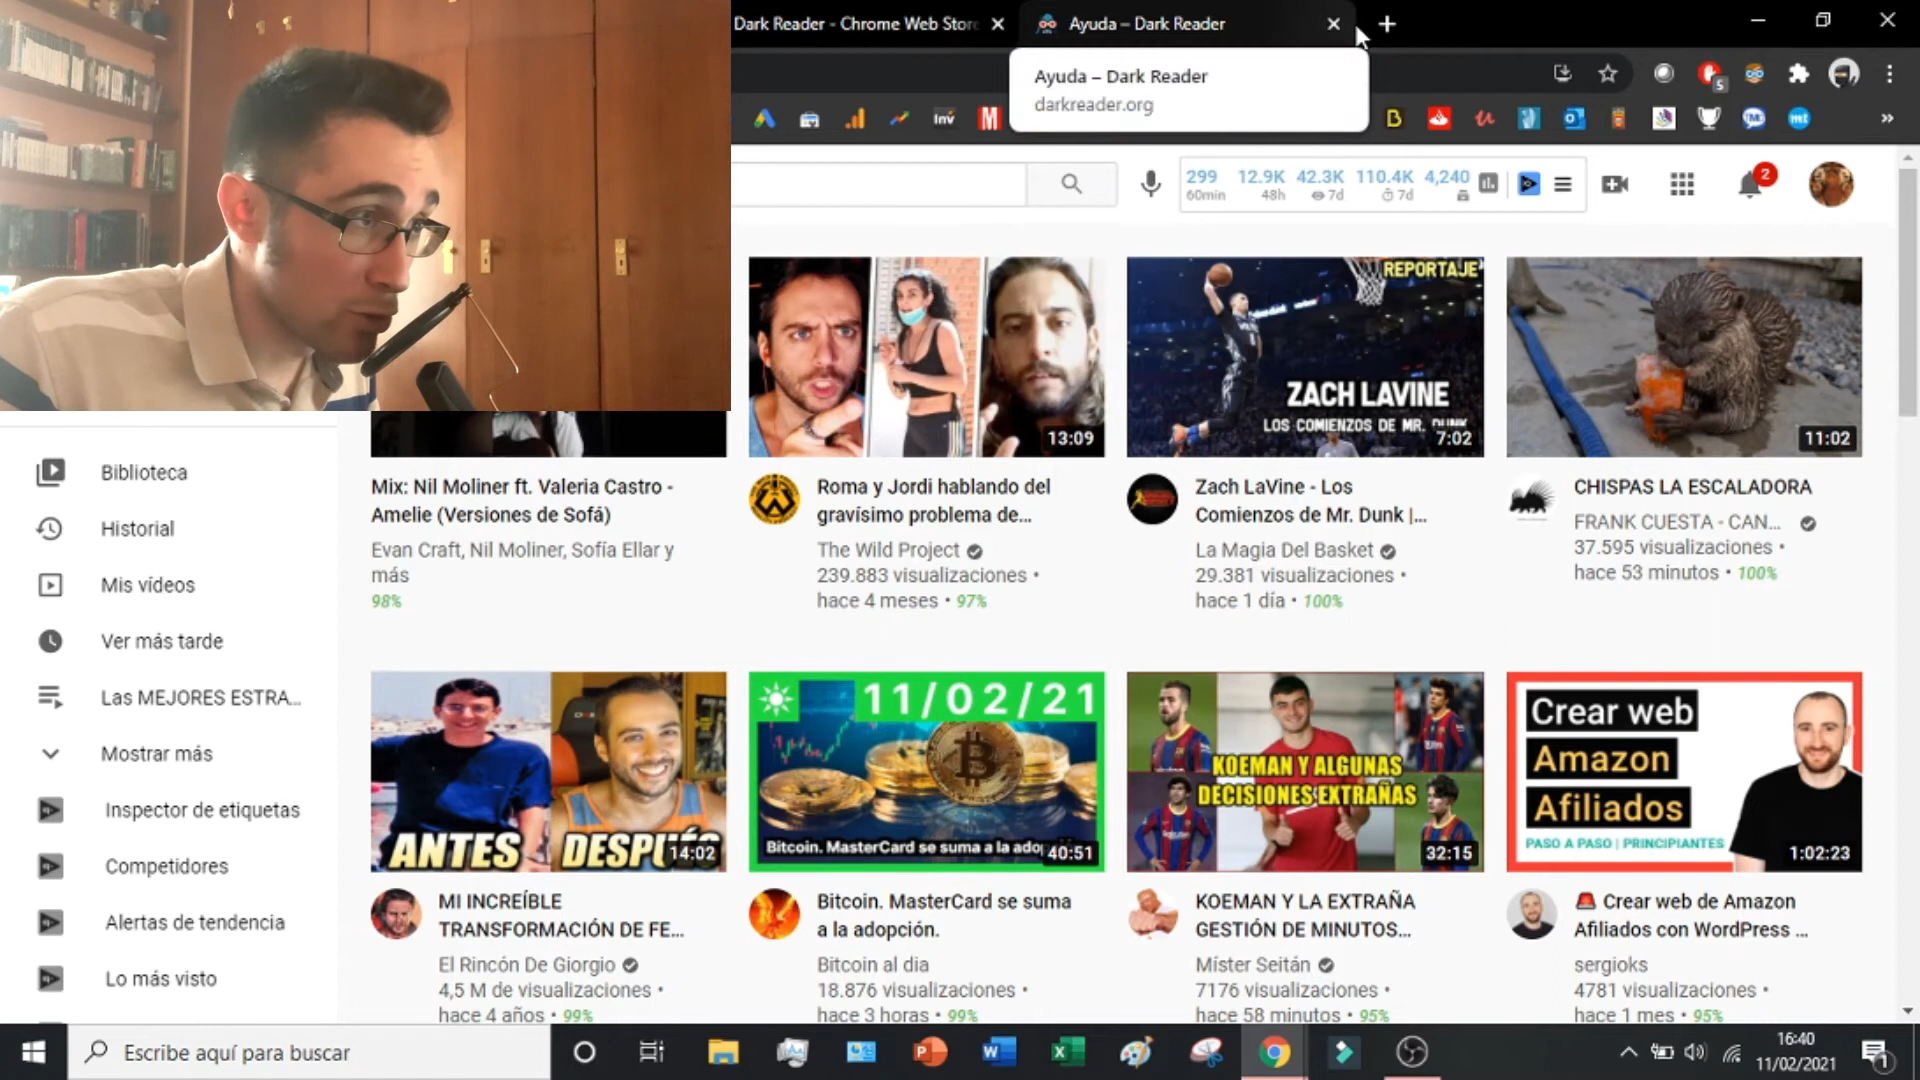 Dark Reader - Chrome Web Stor
Ayuda – Dark Reader
Ayuda – Dark Reader
darkreader.org
5
Inv
M
B
mt
299
60min
12.9K
48h
42.3K
7d
110.4K
7d
4,240
2
REPORTAJE
ZACH LAVINE
LOS COMIENZOS DE MR. DUNK
13:09
7:02
11:02
Biblioteca
Historial
Mis vídeos
Ver más tarde
Las MEJORES ESTRA...
Mostrar más
Inspector de etiquetas
Competidores
Alertas de tendencia
Lo más visto
Mix: Nil Moliner ft. Valeria Castro -
Amelie (Versiones de Sofá)
Evan Craft, Nil Moliner, Sofía Ellar y
más
98%
Roma y Jordi hablando del
gravísimo problema de...
The Wild Project
239.883 visualizaciones •
hace 4 meses • 97%
Zach LaVine - Los
Comienzos de Mr. Dunk |...
La Magia Del Basket
29.381 visualizaciones •
hace 1 día • 100%
CHISPAS LA ESCALADORA
FRANK CUESTA - CAN...
37.595 visualizaciones •
hace 53 minutos • 100%
ANTES
DESPUÉS
14:02
11/02/21
Bitcoin. MasterCard se suma a la adop
40:51
KOEMAN Y ALGUNAS
DECISIONES EXTRAÑAS
32:15
Crear web
Amazon
Afiliados
PASO A PASO | PRINCIPIANTES
1:02:23
MI INCREÍBLE
TRANSFORMACIÓN DE FE...
El Rincón De Giorgio
4,5 M de visualizaciones •
hace 4 años • 99%
Bitcoin. MasterCard se suma
a la adopción.
Bitcoin al dia
18.876 visualizaciones •
hace 3 horas • 99%
KOEMAN Y LA EXTRAÑA
GESTIÓN DE MINUTOS...
Míster Seitán
7176 visualizaciones •
hace 58 minutos • 95%
🚨 Crear web de Amazon
Afiliados con WordPress ...
sergioks
4781 visualizaciones •
hace 1 mes • 95%
Escribe aquí para buscar
16:40
11/02/2021
1